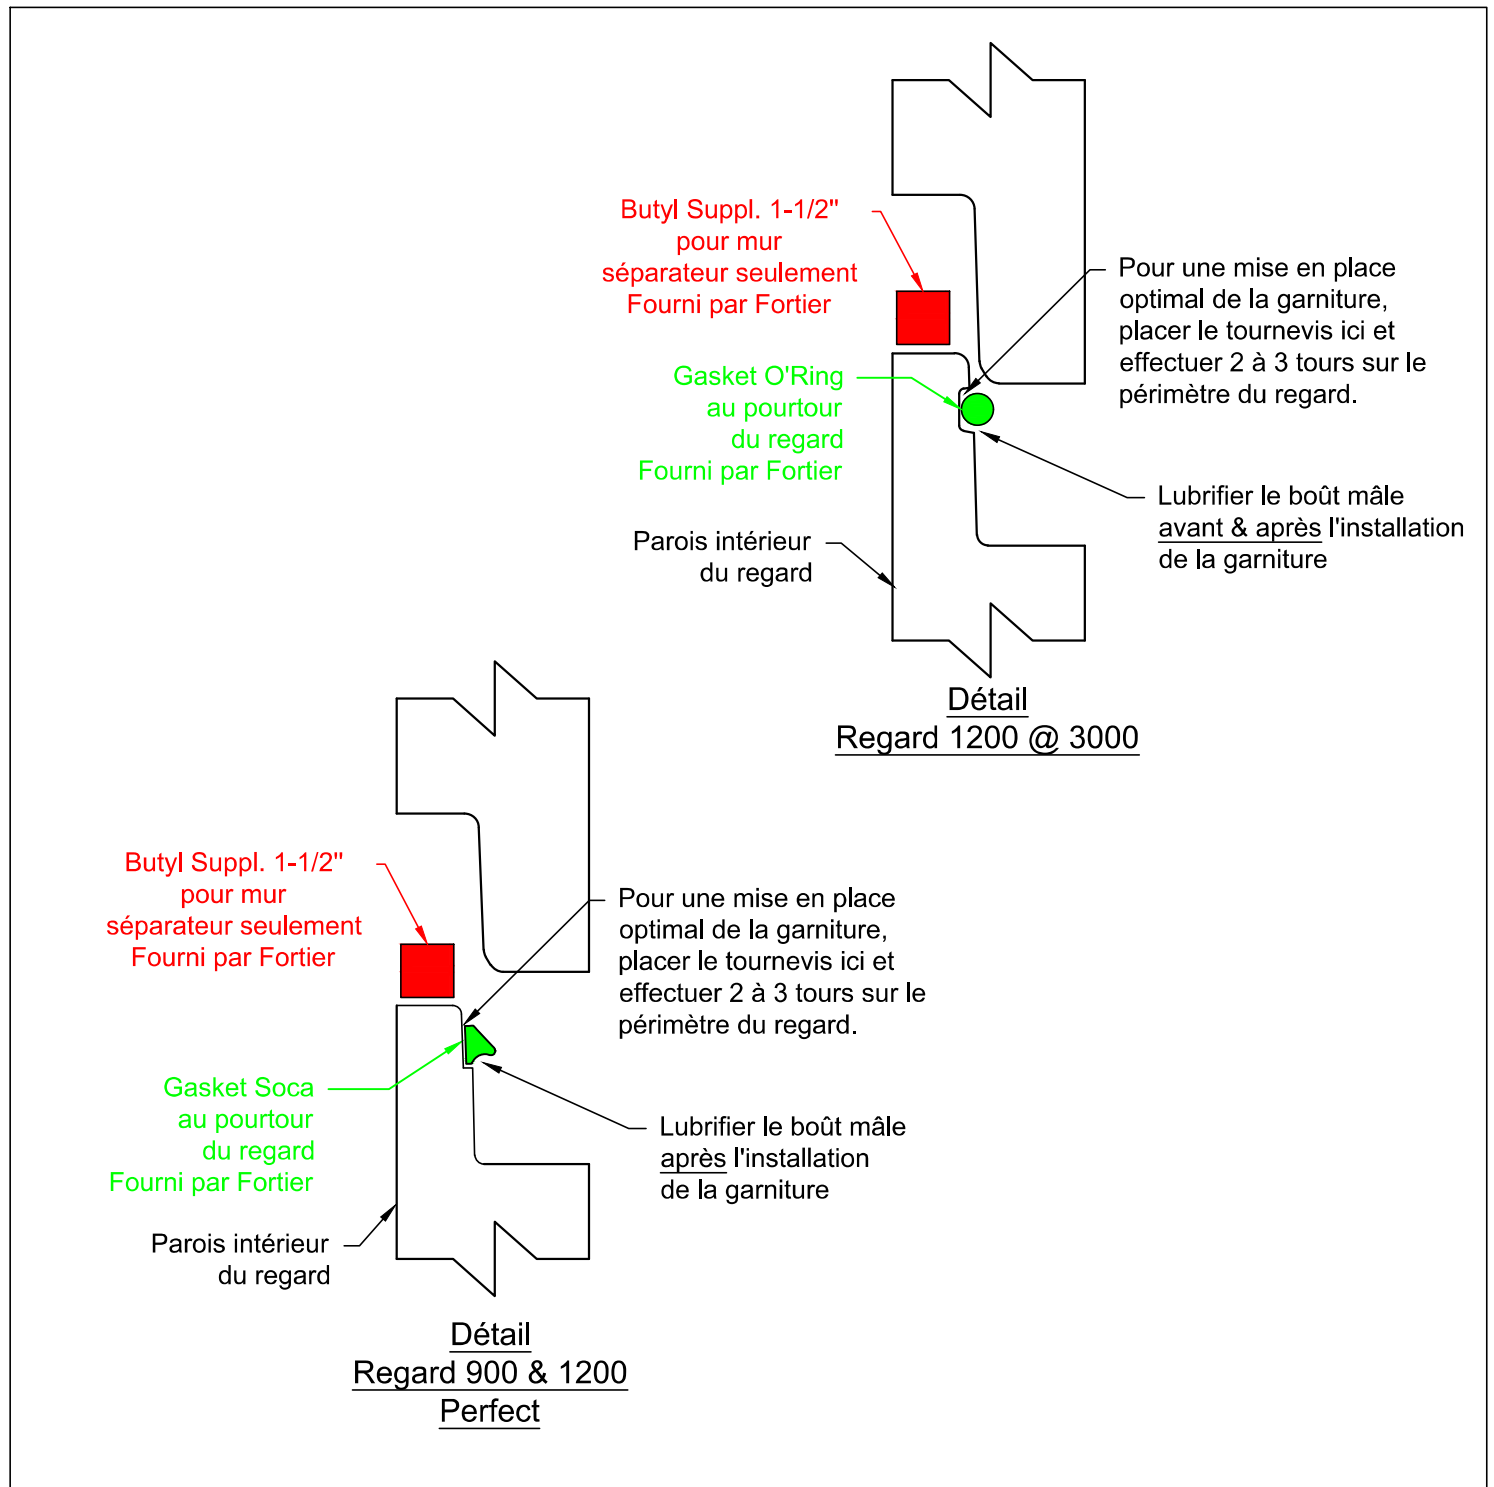 Butyl Suppl. 1-1/2"
pour mur
séparateur seulement
Fourni par Fortier
Pour une mise en place
optimal de la garniture,
placer le tournevis ici et
effectuer 2 à 3 tours sur le
périmètre du regard.
Gasket O'Ring
au pourtour
du regard
Fourni par Fortier
Lubrifier le boût mâle
avant & après l'installation
de la garniture
Parois intérieur
du regard
Détail
Regard 1200 @ 3000
Butyl Suppl. 1-1/2"
pour mur
séparateur seulement
Fourni par Fortier
Pour une mise en place
optimal de la garniture,
placer le tournevis ici et
effectuer 2 à 3 tours sur le
périmètre du regard.
Gasket Soca
au pourtour
du regard
Fourni par Fortier
Lubrifier le boût mâle
après l'installation
de la garniture
Parois intérieur
du regard
Détail
Regard 900 & 1200
Perfect